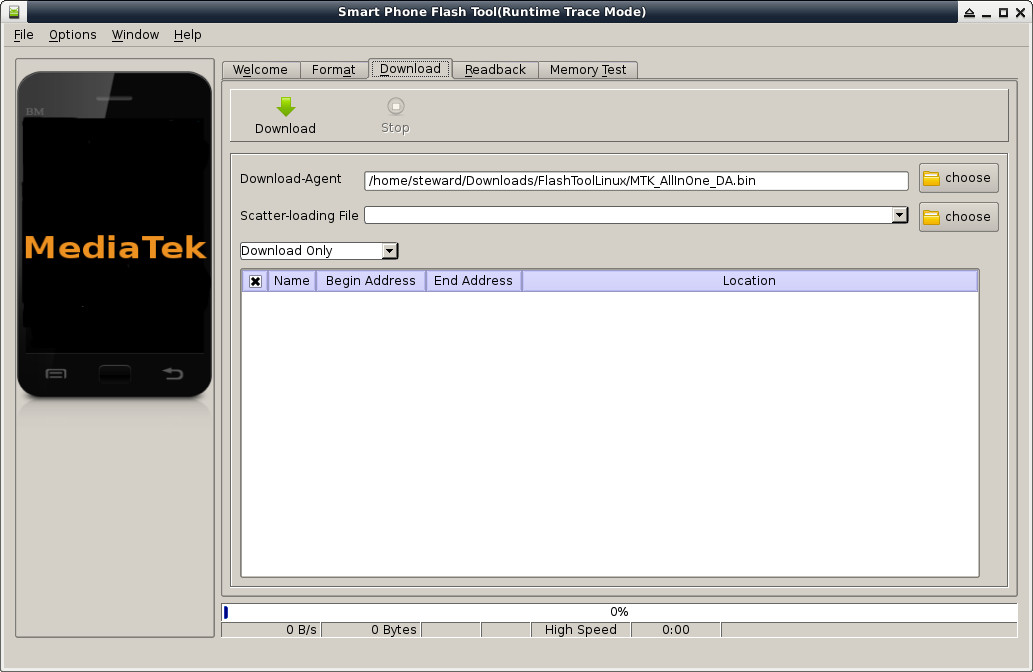 Smart Phone Flash Tool(Runtime Trace Mode)
File Options Window Help
Welcome Format Download Readback Memory Test
BM
MediaTek
Download Stop
Download-Agent /home/steward/Downloads/FlashToolLinux/MTK_AllInOne_DA.bin choose
Scatter-loading File choose
Download Only
Name Begin Address End Address Location
0%
0 B/s 0 Bytes High Speed 0:00